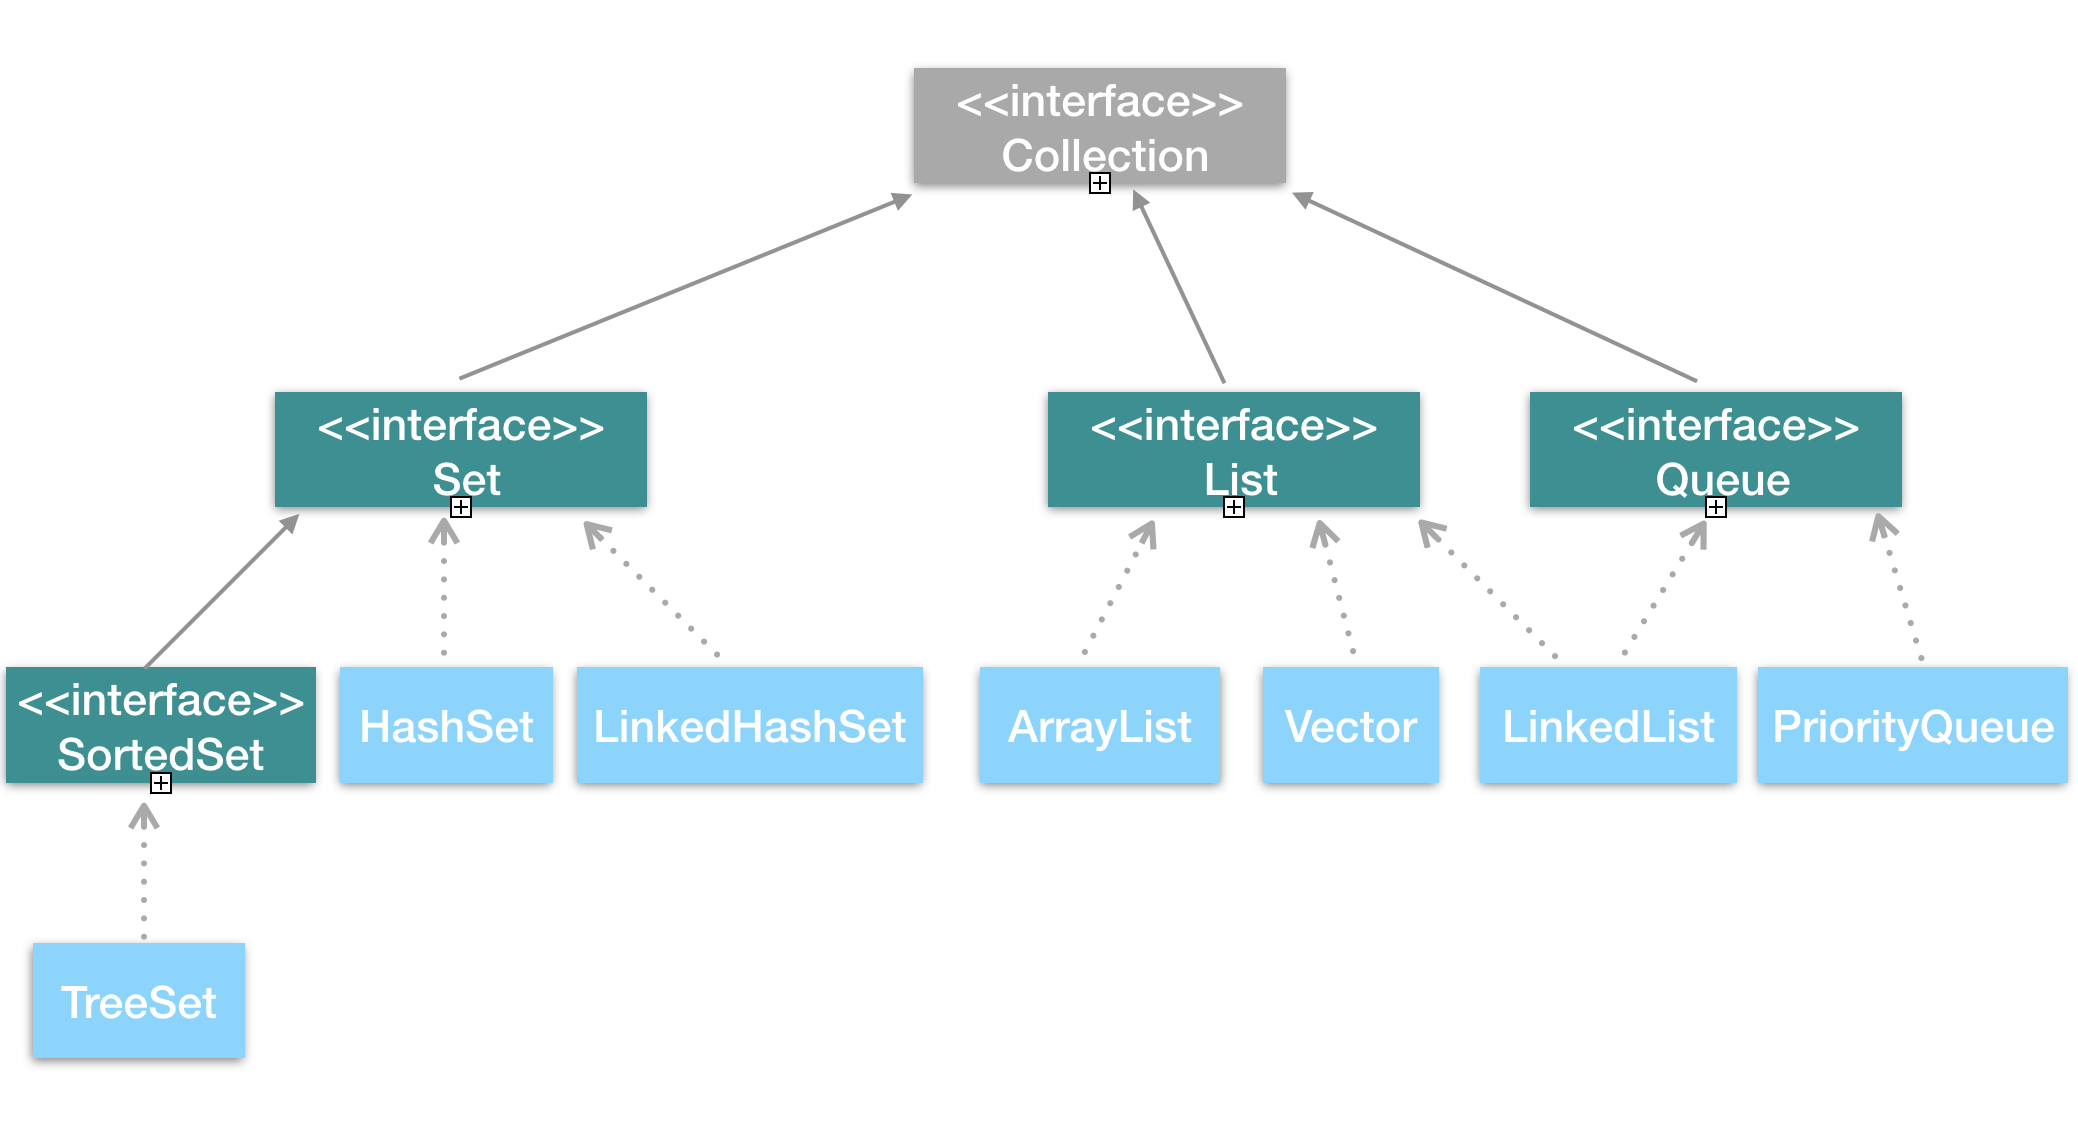 <<interface>>
Collection
<<interface>>
Set
<<interface>>
List
<<interface>>
Queue
<<interface>>
SortedSet
HashSet
LinkedHashSet
ArrayList
Vector
LinkedList
PriorityQueue
TreeSet